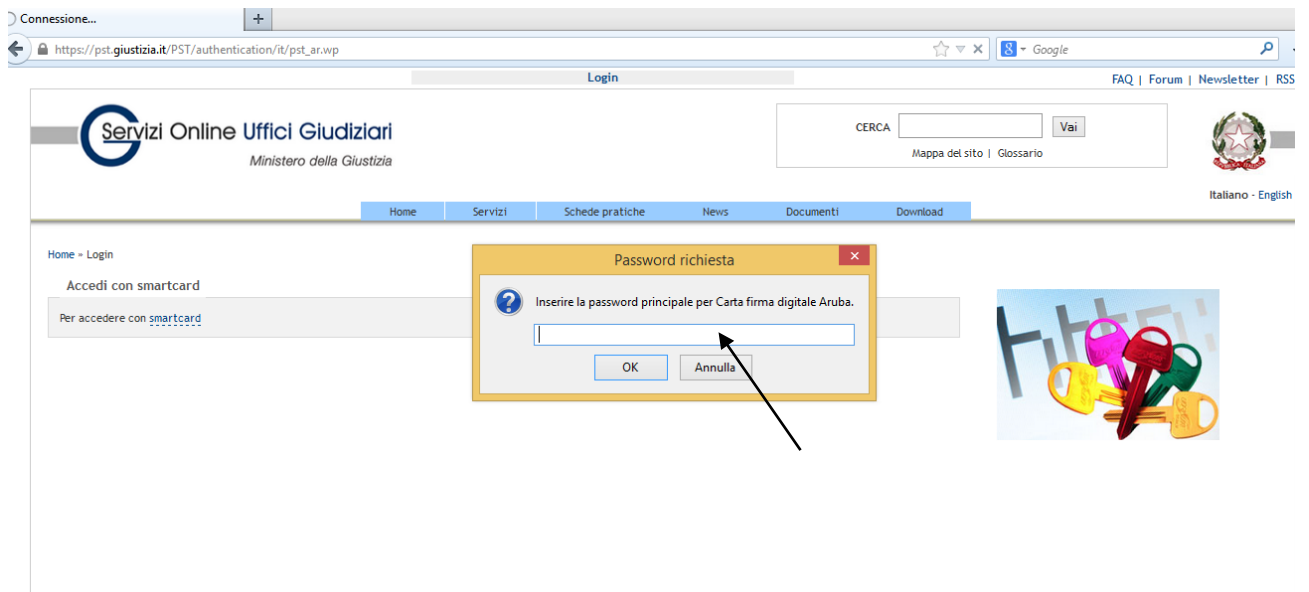 Connessione...
+
https://pst.giustizia.it/PST/authentication/it/pst_ar.wp
8 Google
Login
FAQ | Forum | Newsletter | RSS
Servizi Online Uffici Giudiziari
Ministero della Giustizia
CERCA Vai
Mappa del sito | Glossario
Italiano - English
Home Servizi Schede pratiche News Documenti Download
Home » Login
Accedi con smartcard
Per accedere con smartcard
Password richiesta
Inserire la password principale per Carta firma digitale Aruba.
OK Annulla